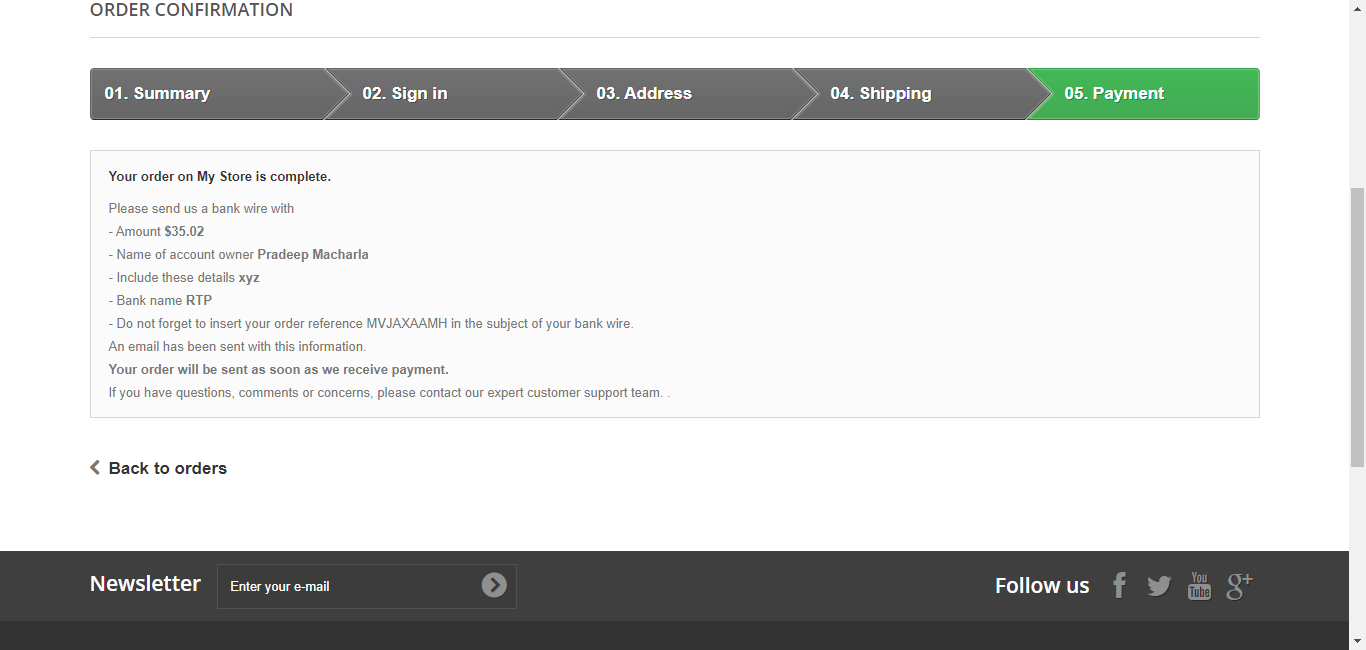 ORDER CONFIRMATION
01. Summary 02. Sign in 03. Address 04. Shipping 05. Payment
Your order on My Store is complete.
Please send us a bank wire with
- Amount $35.02
- Name of account owner Pradeep Macharla
- Include these details xyz
- Bank name RTP
- Do not forget to insert your order reference MVJAXAAMH in the subject of your bank wire.
An email has been sent with this information.
Your order will be sent as soon as we receive payment.
If you have questions, comments or concerns, please contact our expert customer support team. .
Back to orders
Newsletter Enter your e-mail Follow us You Tube g+